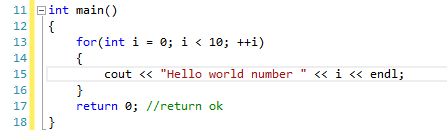 11 int main()
12 {
13     for(int i = 0; i < 10; ++i)
14     {
15         cout << "Hello world number " << i << endl;
16     }
17     return 0; //return ok
18 }